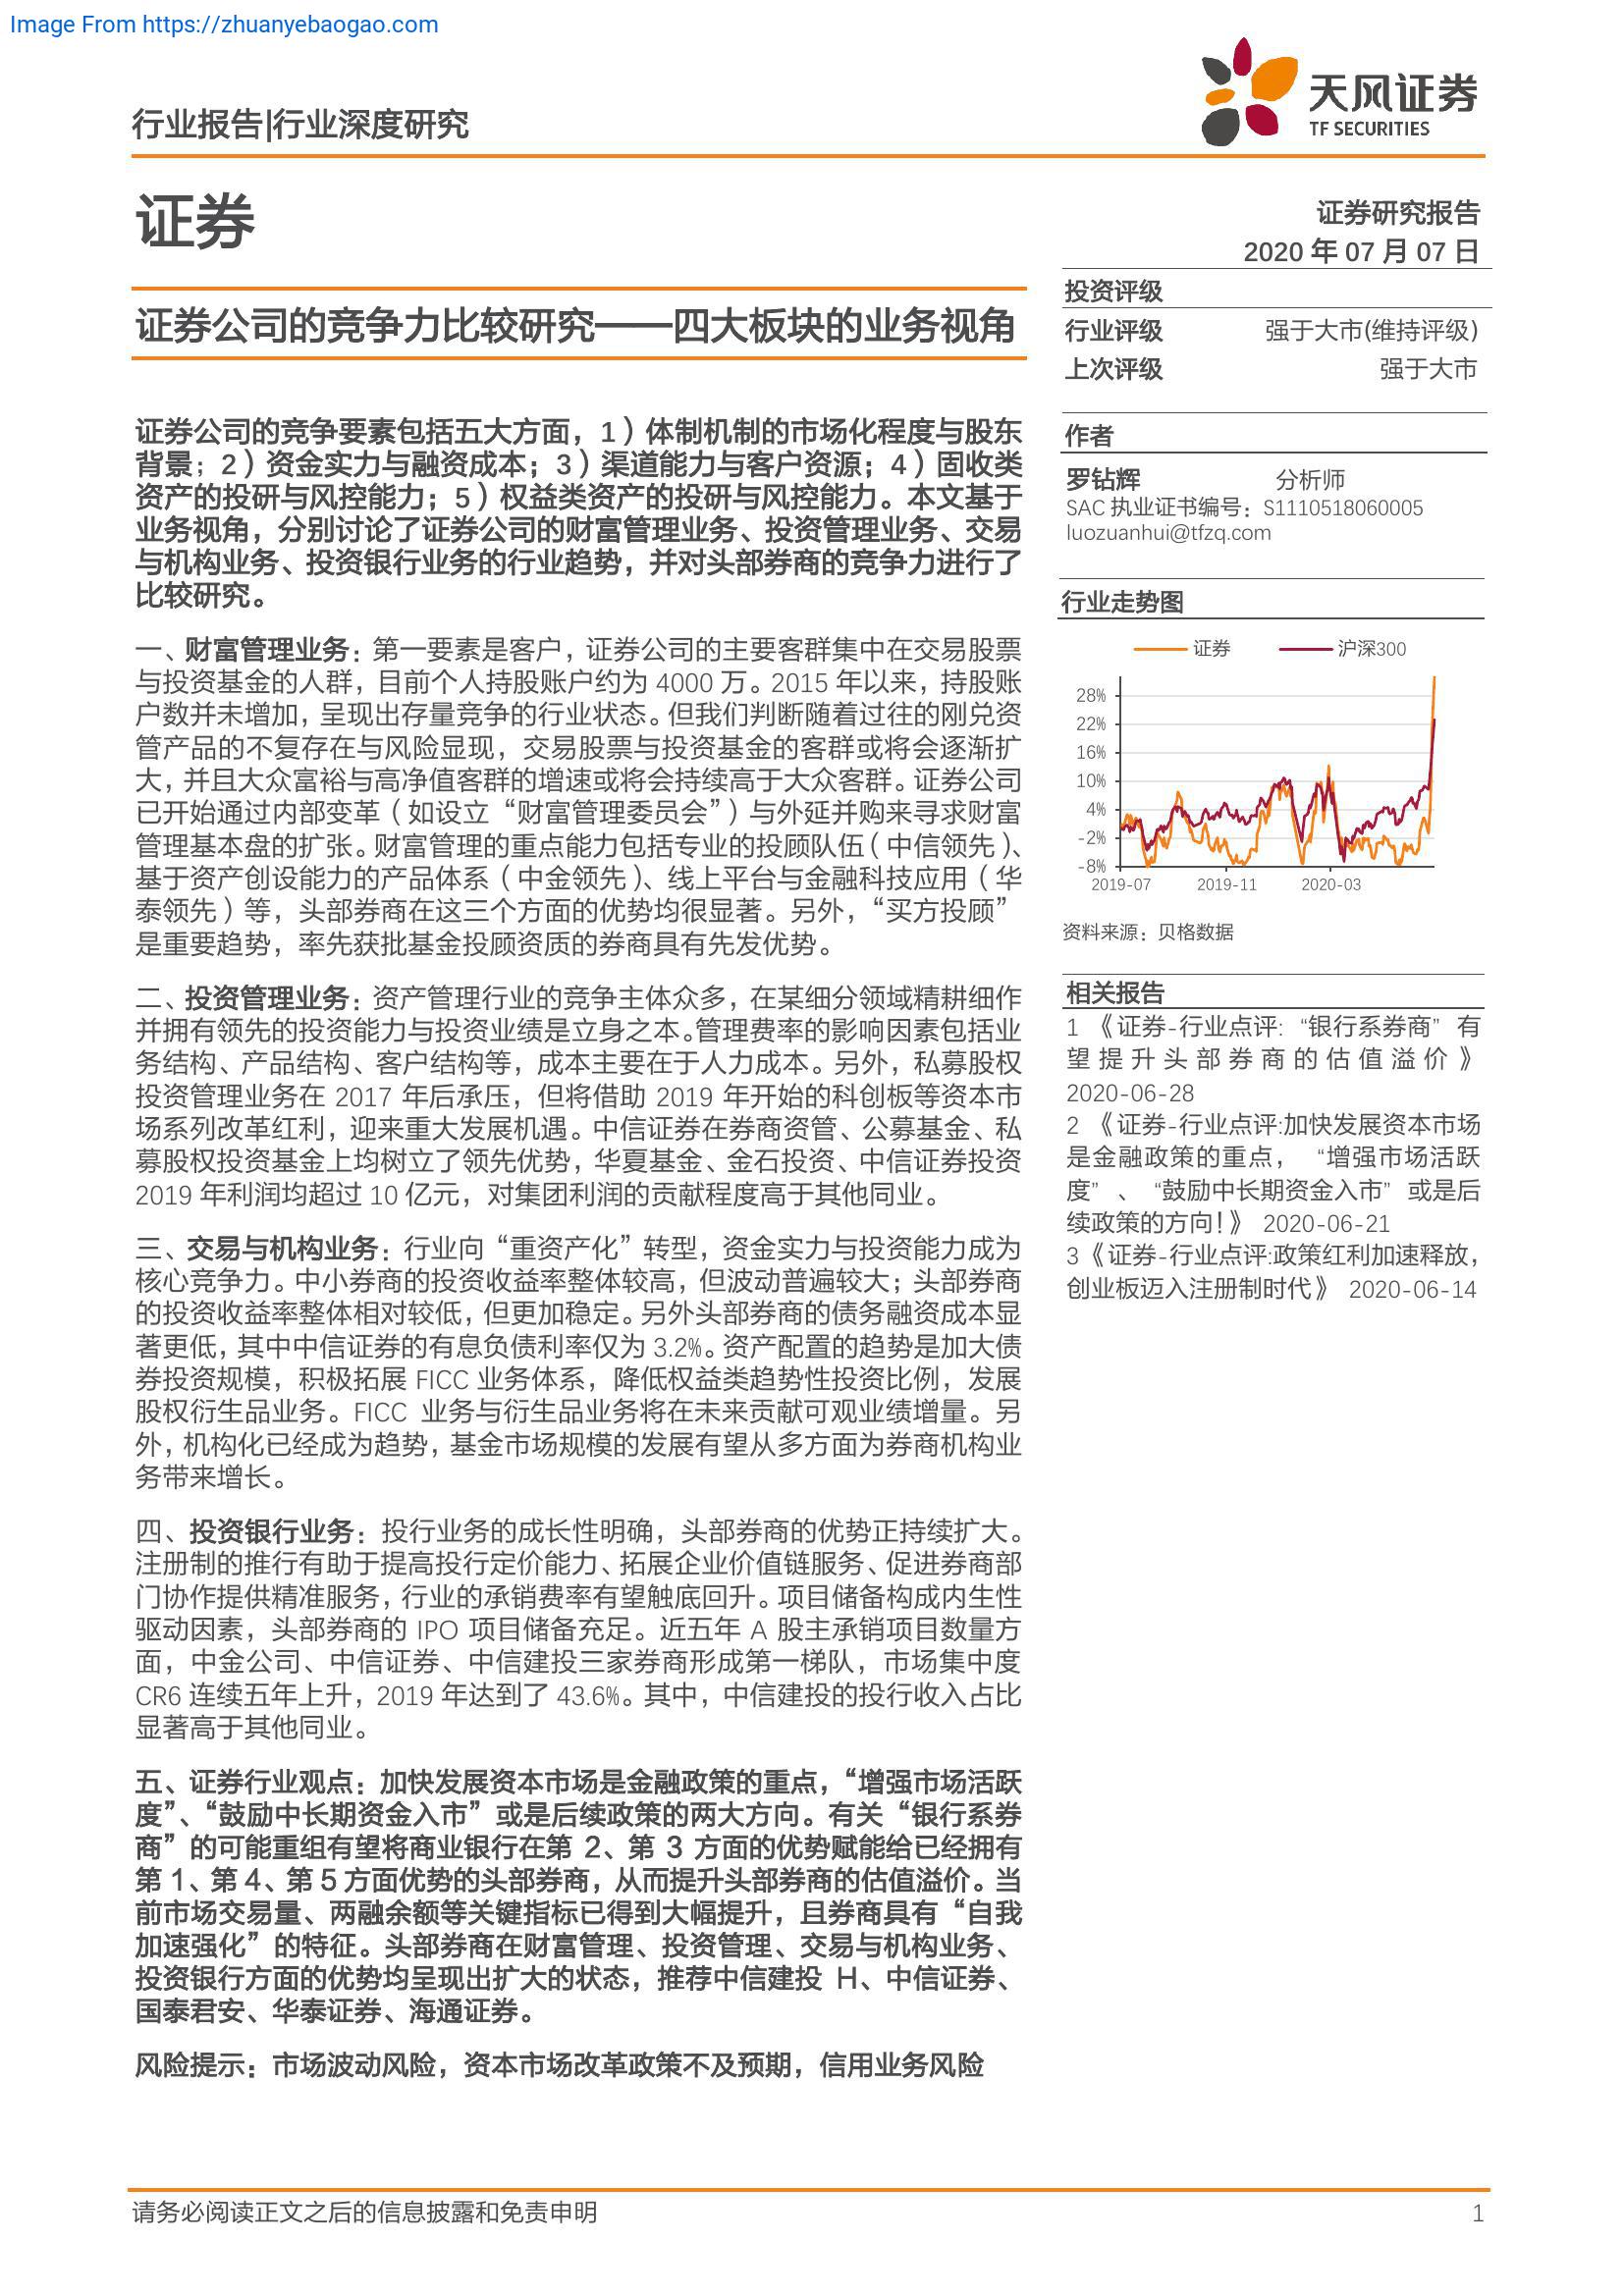 Image From https://zhuanyebaogao.com
天风证券
TF SECURITIES
行业报告|行业深度研究
证券
证券研究报告
2020 年 07 月 07 日
证券公司的竞争力比较研究——四大板块的业务视角
投资评级
行业评级 强于大市(维持评级)
上次评级 强于大市
证券公司的竞争要素包括五大方面，1）体制机制的市场化程度与股东
背景；2）资金实力与融资成本；3）渠道能力与客户资源；4）固收类
资产的投研与风控能力；5）权益类资产的投研与风控能力。本文基于
业务视角，分别讨论了证券公司的财富管理业务、投资管理业务、交易
与机构业务、投资银行业务的行业趋势，并对头部券商的竞争力进行了
比较研究。
一、财富管理业务：第一要素是客户，证券公司的主要客群集中在交易股票
与投资基金的人群，目前个人持股账户约为 4000 万。2015 年以来，持股账
户数并未增加，呈现出存量竞争的行业状态。但我们判断随着过往的刚兑资
管产品的不复存在与风险显现，交易股票与投资基金的客群或将会逐渐扩
大，并且大众富裕与高净值客群的增速或将会持续高于大众客群。证券公司
已开始通过内部变革（如设立“财富管理委员会”）与外延并购来寻求财富
管理基本盘的扩张。财富管理的重点能力包括专业的投顾队伍（中信领先）、
基于资产创设能力的产品体系（中金领先）、线上平台与金融科技应用（华
泰领先）等，头部券商在这三个方面的优势均很显著。另外，“买方投顾”
是重要趋势，率先获批基金投顾资质的券商具有先发优势。
二、投资管理业务：资产管理行业的竞争主体众多，在某细分领域精耕细作
并拥有领先的投资能力与投资业绩是立身之本。管理费率的影响因素包括业
务结构、产品结构、客户结构等，成本主要在于人力成本。另外，私募股权
投资管理业务在 2017 年后承压，但将借助 2019 年开始的科创板等资本市
场系列改革红利，迎来重大发展机遇。中信证券在券商资管、公募基金、私
募股权投资基金上均树立了领先优势，华夏基金、金石投资、中信证券投资
2019 年利润均超过 10 亿元，对集团利润的贡献程度高于其他同业。
三、交易与机构业务：行业向“重资产化”转型，资金实力与投资能力成为
核心竞争力。中小券商的投资收益率整体较高，但波动普遍较大；头部券商
的投资收益率整体相对较低，但更加稳定。另外头部券商的债务融资成本显
著更低，其中中信证券的有息负债利率仅为 3.2%。资产配置的趋势是加大债
券投资规模，积极拓展 FICC 业务体系，降低权益类趋势性投资比例，发展
股权衍生品业务。FICC 业务与衍生品业务将在未来贡献可观业绩增量。另
外，机构化已经成为趋势，基金市场规模的发展有望从多方面为券商机构业
务带来增长。
四、投资银行业务：投行业务的成长性明确，头部券商的优势正持续扩大。
注册制的推行有助于提高投行定价能力、拓展企业价值链服务、促进券商部
门协作提供精准服务，行业的承销费率有望触底回升。项目储备构成内生性
驱动因素，头部券商的 IPO 项目储备充足。近五年 A 股主承销项目数量方
面，中金公司、中信证券、中信建投三家券商形成第一梯队，市场集中度
CR6 连续五年上升，2019 年达到了 43.6%。其中，中信建投的投行收入占比
显著高于其他同业。
五、证券行业观点：加快发展资本市场是金融政策的重点，“增强市场活跃
度”、“鼓励中长期资金入市”或是后续政策的两大方向。有关“银行系券
商”的可能重组有望将商业银行在第 2、第 3 方面的优势赋能给已经拥有
第 1、第 4、第 5 方面优势的头部券商，从而提升头部券商的估值溢价。当
前市场交易量、两融余额等关键指标已得到大幅提升，且券商具有“自我
加速强化”的特征。头部券商在财富管理、投资管理、交易与机构业务、
投资银行方面的优势均呈现出扩大的状态，推荐中信建投 H、中信证券、
国泰君安、华泰证券、海通证券。
风险提示：市场波动风险，资本市场改革政策不及预期，信用业务风险
作者
罗钻辉 分析师
SAC 执业证书编号：S1110518060005
luozuanhui@tfzq.com
行业走势图
证券 沪深300
28%
22%
16%
10%
4%
-2%
-8%
2019-07 2019-11 2020-03
资料来源：贝格数据
相关报告
1 《证券-行业点评:“银行系券商”有
望提升头部券商的估值溢价》
2020-06-28
2 《证券-行业点评:加快发展资本市场
是金融政策的重点，“增强市场活跃
度”、“鼓励中长期资金入市”或是后
续政策的方向！》 2020-06-21
3《证券-行业点评:政策红利加速释放，
创业板迈入注册制时代》 2020-06-14
请务必阅读正文之后的信息披露和免责申明 1